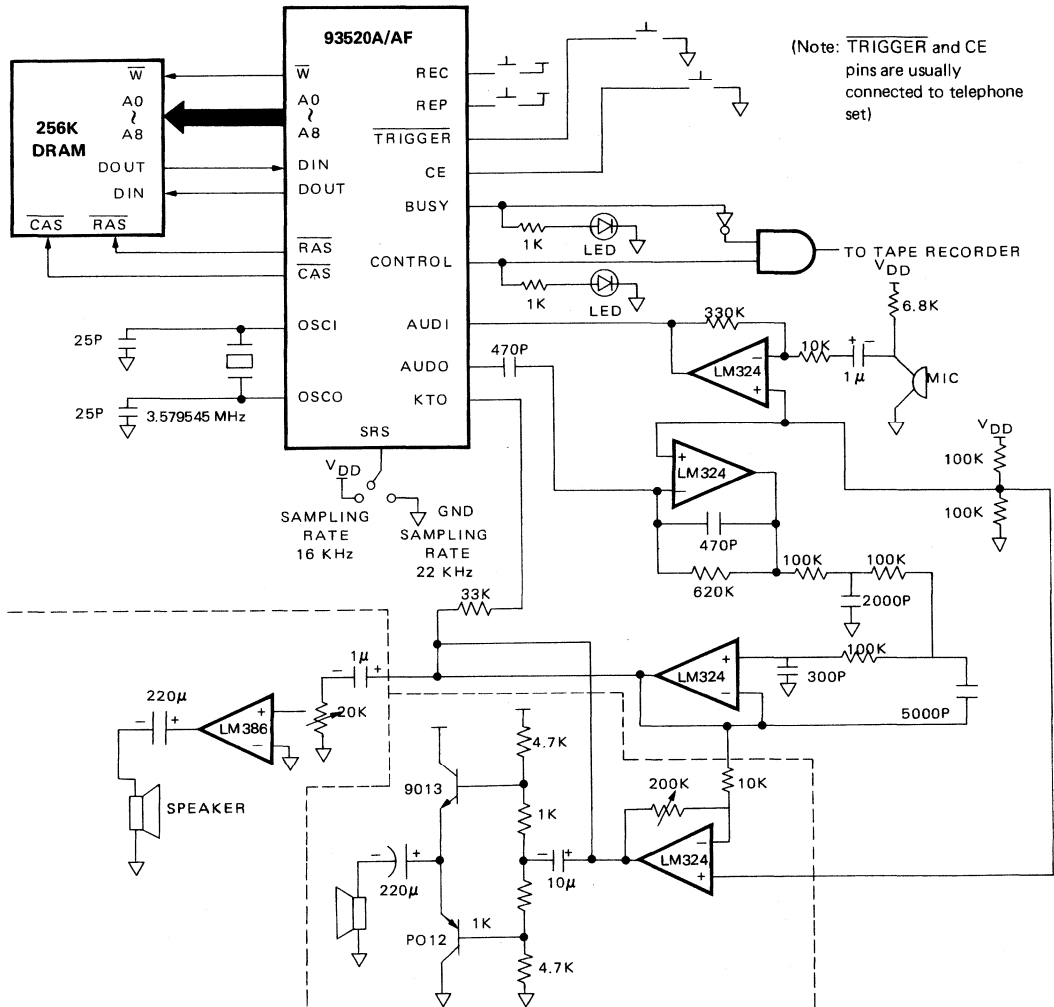 93520A/AF
256K
DRAM
W
A0
~
A8
DOUT
DIN
CAS
RAS
W
A0
~
A8
DIN
DOUT
RAS
CAS
OSCI
OSCO
SRS
REC
REP
TRIGGER
CE
BUSY
CONTROL
AUDI
AUDO
KTO
(Note: TRIGGER and CE
pins are usually
connected to telephone
set)
1K
LED
1K
LED
TO TAPE RECORDER
VDD
6.8K
330K
10K
+ −
1µ
MIC
−
LM324
+
25P
25P
3.579545 MHz
470P
VDD
SAMPLING
RATE
16 KHz
GND
SAMPLING
RATE
22 KHz
+
LM324
−
470P
620K
VDD
100K
100K
100K
100K
2000P
33K
100K
300P
5000P
+
LM324
−
1µ
− +
20K
220µ
− +
+
LM386
−
SPEAKER
10K
200K
4.7K
9013
1K
− +
10µ
−
LM324
+
− +
220µ
1K
PO12
4.7K